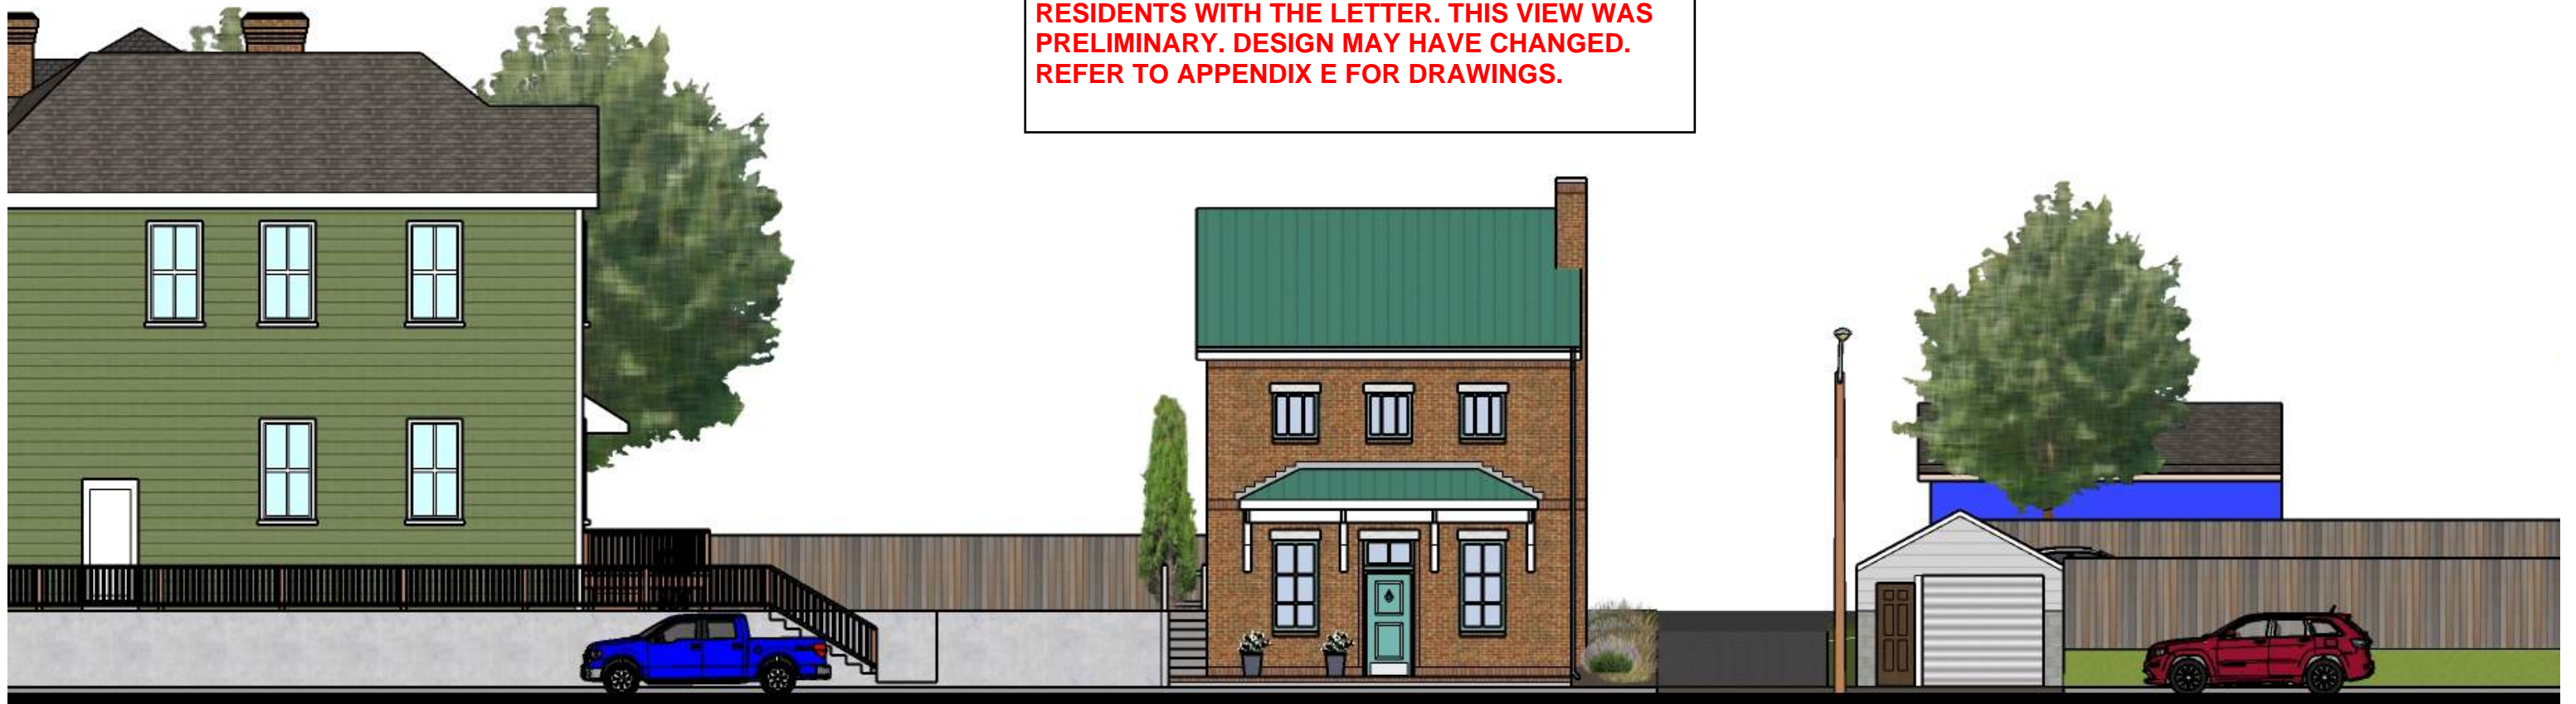 RESIDENTS WITH THE LETTER. THIS VIEW WAS
PRELIMINARY. DESIGN MAY HAVE CHANGED.
REFER TO APPENDIX E FOR DRAWINGS.